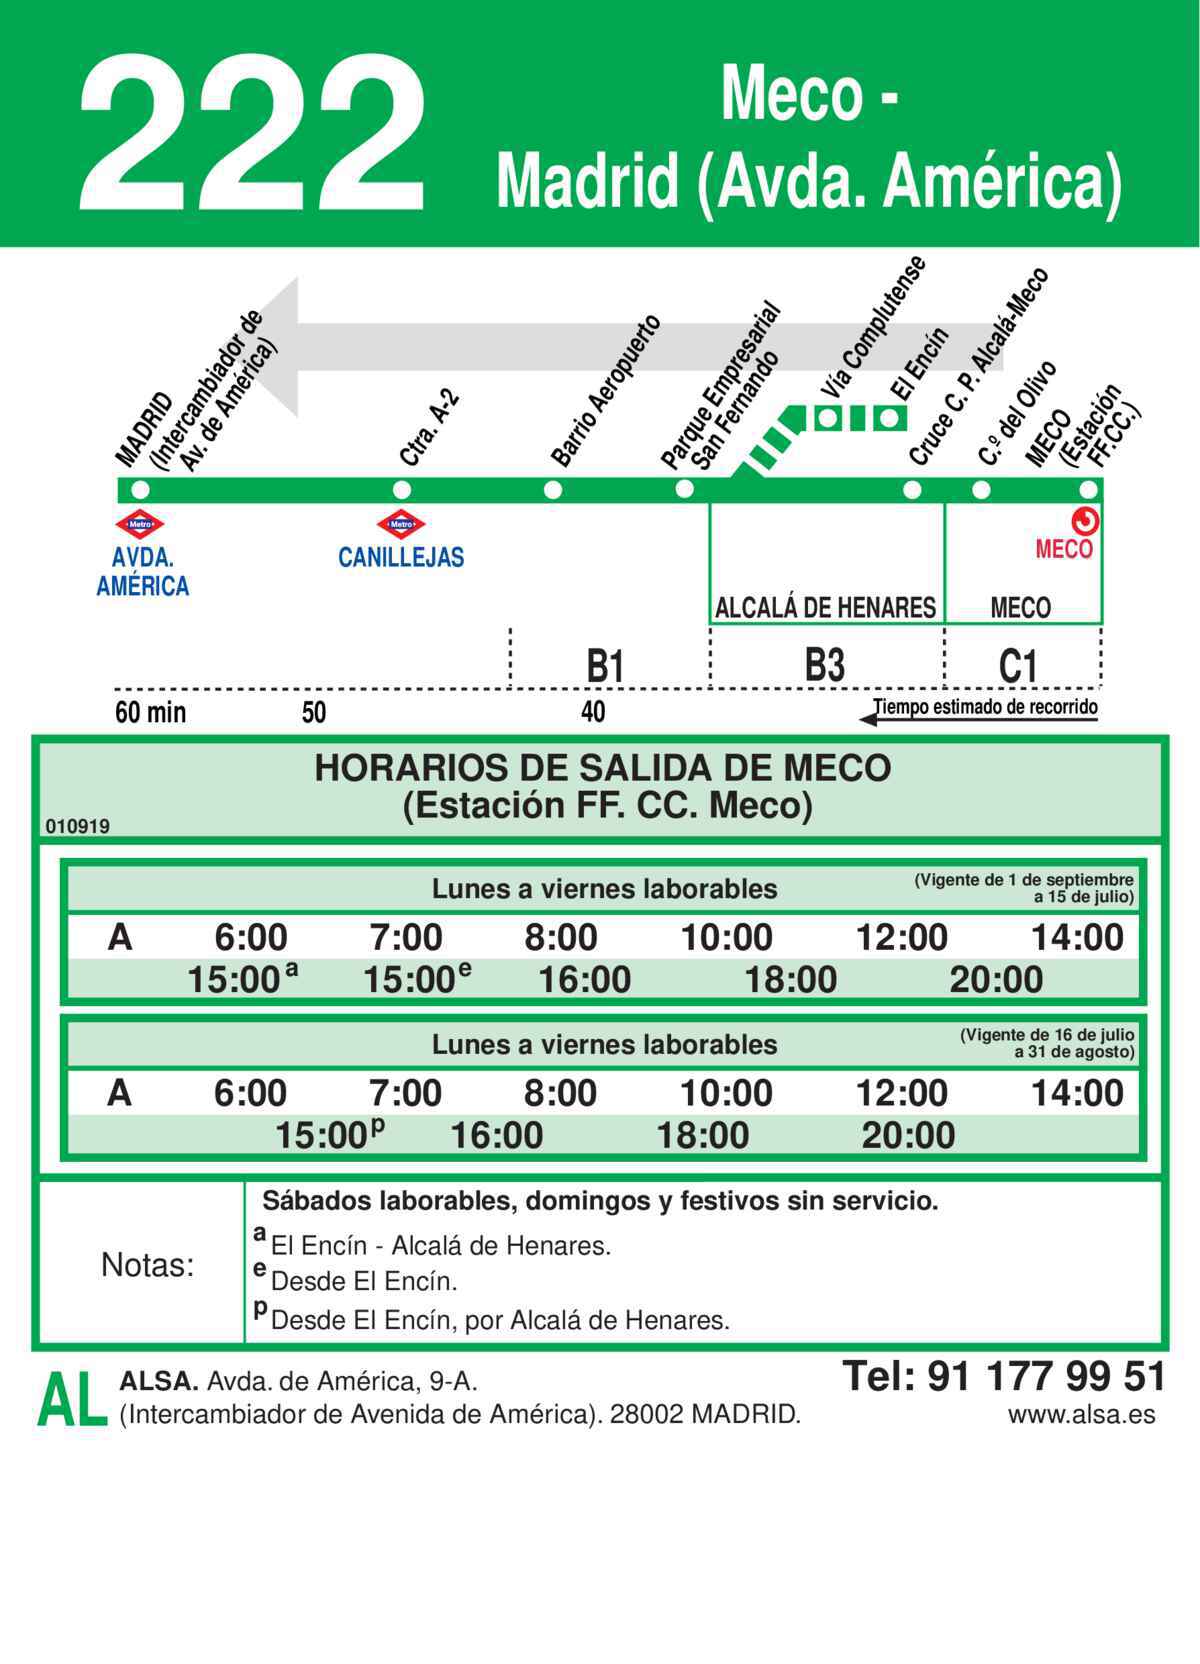 222
Meco -
Madrid (Avda. América)
MADRID
(Intercambiador de
Av. de América)
Ctra. A-2
Barrio Aeropuerto
Parque Empresarial
San Fernando
Vía Complutense
El Encín
Cruce C. P. Alcalá-Meco
C.º del Olivo
MECO
(Estación
FF.CC.)
Metro
AVDA.
AMÉRICA
Metro
CANILLEJAS
MECO
ALCALÁ DE HENARES
MECO
B1
B3
C1
60 min
50
40
Tiempo estimado de recorrido
HORARIOS DE SALIDA DE MECO
(Estación FF. CC. Meco)
010919
Lunes a viernes laborables
(Vigente de 1 de septiembre
a 15 de julio)
A 6:00 7:00 8:00 10:00 12:00 14:00
15:00 a 15:00 e 16:00 18:00 20:00
Lunes a viernes laborables
(Vigente de 16 de julio
a 31 de agosto)
A 6:00 7:00 8:00 10:00 12:00 14:00
15:00 p 16:00 18:00 20:00
Notas:
Sábados laborables, domingos y festivos sin servicio.
a El Encín - Alcalá de Henares.
e Desde El Encín.
p Desde El Encín, por Alcalá de Henares.
AL
ALSA. Avda. de América, 9-A.
(Intercambiador de Avenida de América). 28002 MADRID.
Tel: 91 177 99 51
www.alsa.es